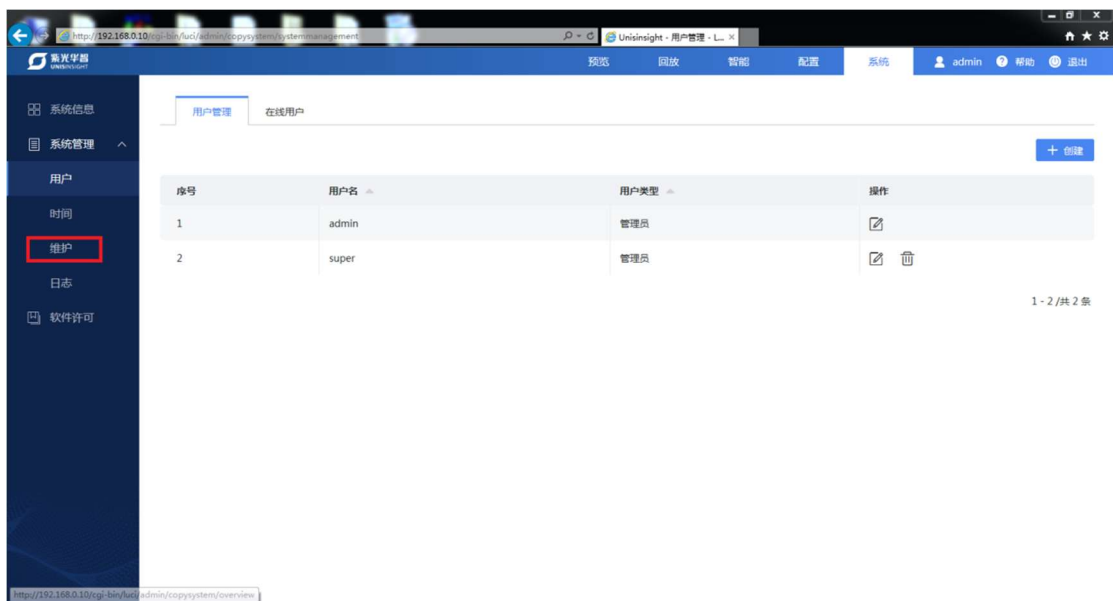 http://192.168.0.10/cgi-bin/luci/admin/copysystem/systemmanagement
Unisinsight - 用户管理 - L...
紫光华智
UNISINSIGHT
预览 回放 智能 配置 系统 admin 帮助 退出
系统信息
用户管理 在线用户
系统管理
+ 创建
用户
序号 用户名 用户类型 操作
时间
1 admin 管理员
维护
2 super 管理员
日志
1 - 2 /共 2 条
软件许可
http://192.168.0.10/cgi-bin/luci/admin/copysystem/overview